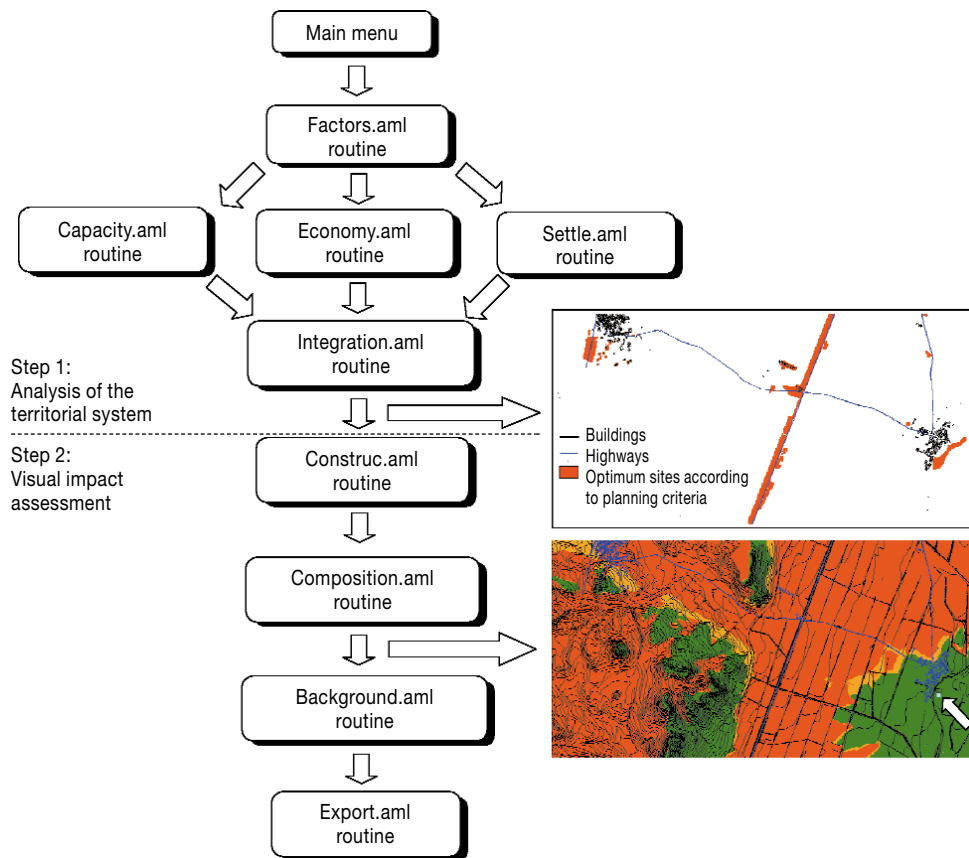 Main menu
Factors.aml
routine
Capacity.aml
routine
Economy.aml
routine
Settle.aml
routine
Integration.aml
routine
Step 1:
Analysis of the
territorial system
Buildings
Highways
Optimum sites according
to planning criteria
Step 2:
Visual impact
assessment
Construc.aml
routine
Composition.aml
routine
Background.aml
routine
Export.aml
routine